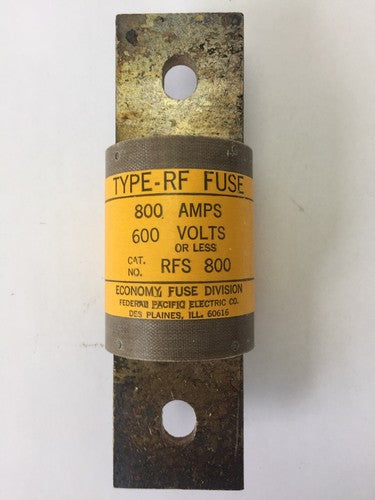 TYPE-RF FUSE
800 AMPS
600 VOLTS
OR LESS
CAT. NO. RFS 800
ECONOMY FUSE DIVISION
FEDERAL PACIFIC ELECTRIC CO.
DES PLAINES, ILL. 60616